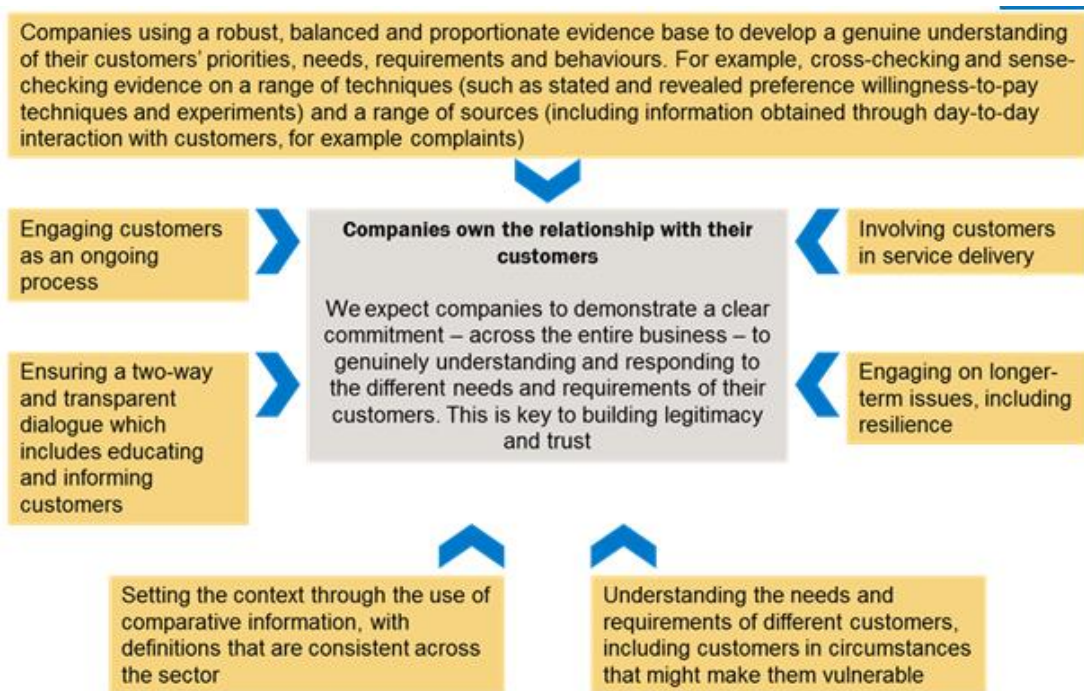 Companies using a robust, balanced and proportionate evidence base to develop a genuine understanding
of their customers' priorities, needs, requirements and behaviours. For example, cross-checking and sense-
checking evidence on a range of techniques (such as stated and revealed preference willingness-to-pay
techniques and experiments) and a range of sources (including information obtained through day-to-day
interaction with customers, for example complaints)
Engaging customers
as an ongoing
process
Companies own the relationship with their
customers
We expect companies to demonstrate a clear
commitment – across the entire business – to
genuinely understanding and responding to
the different needs and requirements of their
customers. This is key to building legitimacy
and trust
Involving customers
in service delivery
Ensuring a two-way
and transparent
dialogue which
includes educating
and informing
customers
Engaging on longer-
term issues, including
resilience
Setting the context through the use of
comparative information, with
definitions that are consistent across
the sector
Understanding the needs and
requirements of different customers,
including customers in circumstances
that might make them vulnerable